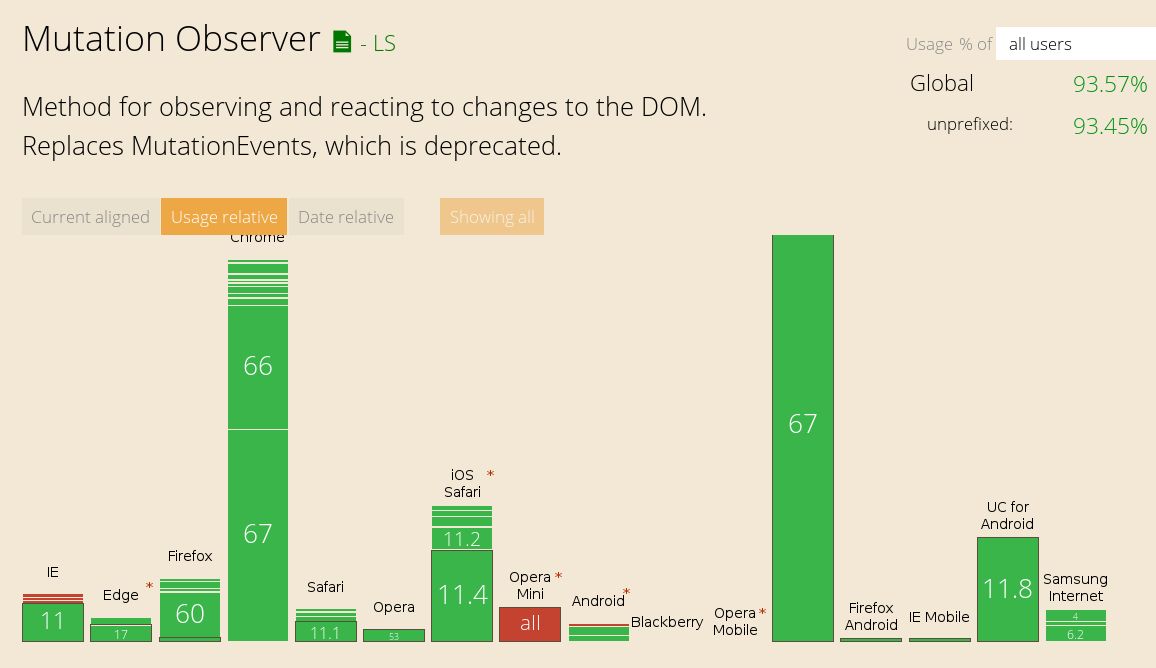 Mutation Observer - LS
Usage % of all users
Global 93.57%
unprefixed: 93.45%
Method for observing and reacting to changes to the DOM.
Replaces MutationEvents, which is deprecated.
Current aligned Usage relative Date relative Showing all
Chrome
66
67
67
iOS *
Safari
11.2
11.4
UC for
Android
11.8
Firefox
60
IE
11
Edge *
17
Safari
11.1
Opera
53
Opera *
Mini
all
Android *
Blackberry
Opera *
Mobile
Firefox
Android
IE Mobile
Samsung
Internet
4
6.2